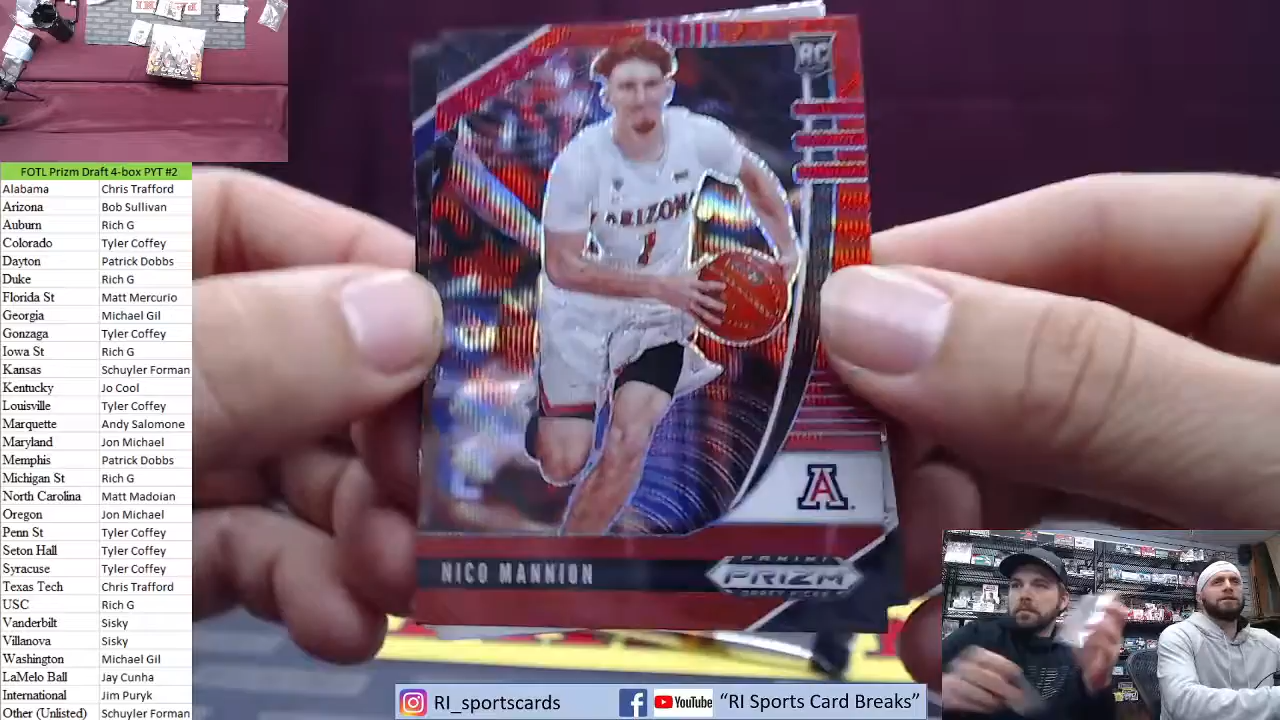 FOTL Prizm Draft 4-box PYT #2
Alabama Chris Trafford
Arizona Bob Sullivan
Auburn Rich G
Colorado Tyler Coffey
Dayton Patrick Dobbs
Duke Rich G
Florida St Matt Mercurio
Georgia Michael Gil
Gonzaga Tyler Coffey
Iowa St Rich G
Kansas Schuyler Forman
Kentucky Jo Cool
Louisville Tyler Coffey
Marquette Andy Salomone
Maryland Jon Michael
Memphis Patrick Dobbs
Michigan St Rich G
North Carolina Matt Madoian
Oregon Jon Michael
Penn St Tyler Coffey
Seton Hall Tyler Coffey
Syracuse Tyler Coffey
Texas Tech Chris Trafford
USC Rich G
Vanderbilt Sisky
Villanova Sisky
Washington Michael Gil
LaMelo Ball Jay Cunha
International Jim Puryk
Other (Unlisted) Schuyler Forman
RC
ARIZONA
1
A
NICO MANNION
PANINI
PRIZM
DRAFT PICKS
RI_sportscards
YouTube "RI Sports Card Breaks"